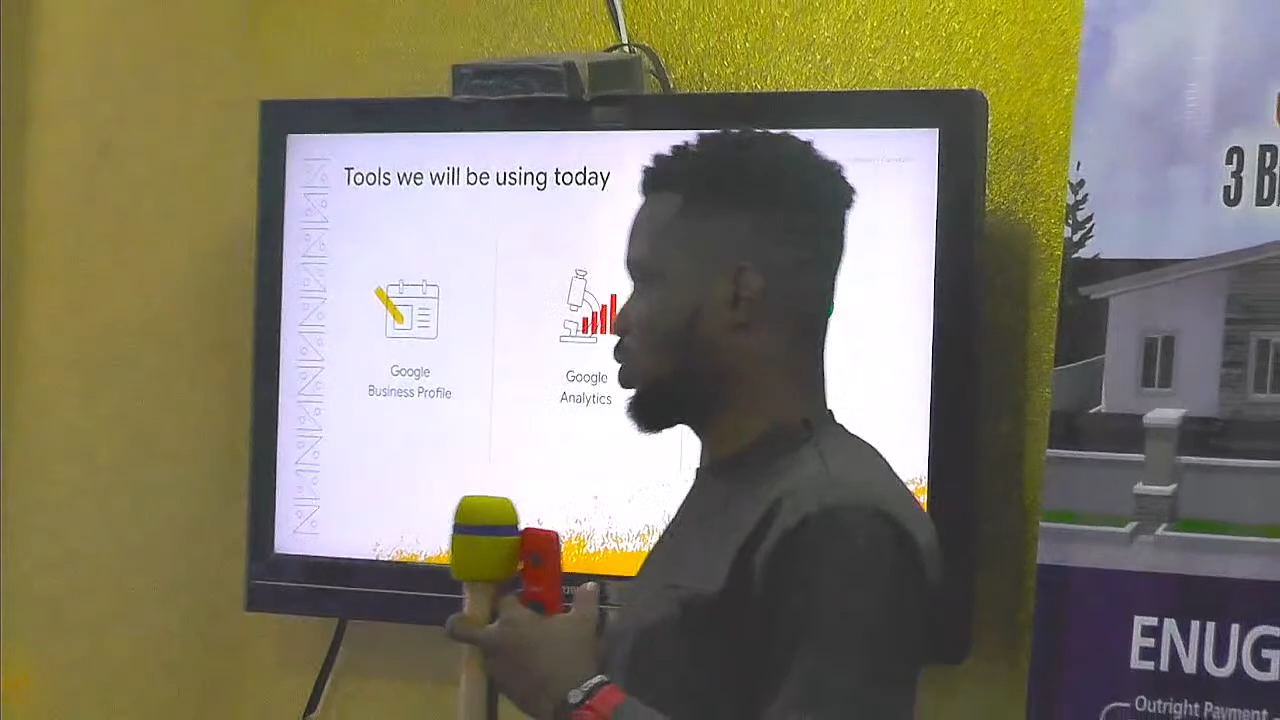 Tools we will be using today
Google
Business Profile
Google
Analytics
3 B
ENUG
Outright Payment